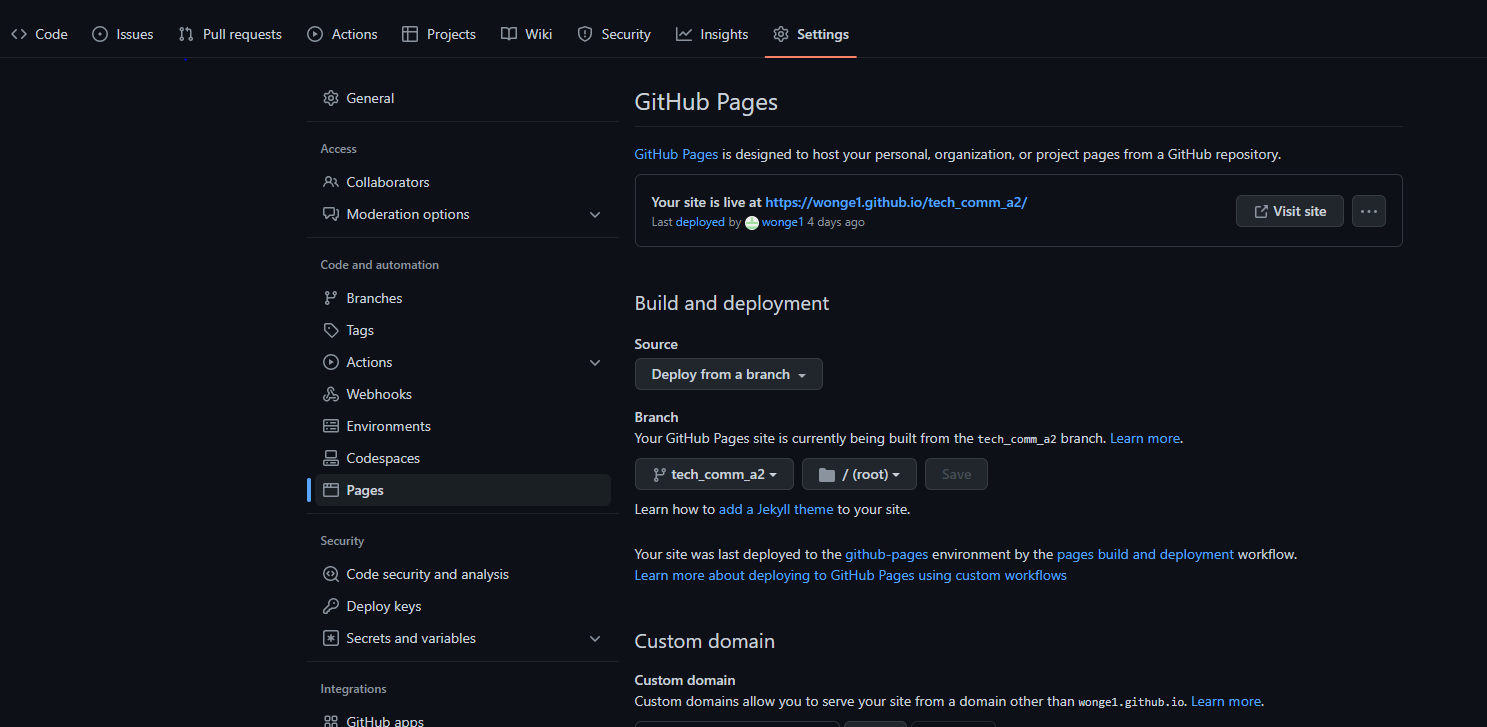 Code Issues Pull requests Actions Projects Wiki Security Insights Settings
General
Access
Collaborators
Moderation options
Code and automation
Branches
Tags
Actions
Webhooks
Environments
Codespaces
Pages
Security
Code security and analysis
Deploy keys
Secrets and variables
Integrations
GitHub apps
GitHub Pages
GitHub Pages is designed to host your personal, organization, or project pages from a GitHub repository.
Your site is live at https://wonge1.github.io/tech_comm_a2/
Last deployed by wonge1 4 days ago
Visit site
Build and deployment
Source
Deploy from a branch
Branch
Your GitHub Pages site is currently being built from the tech_comm_a2 branch. Learn more.
tech_comm_a2 / (root) Save
Learn how to add a Jekyll theme to your site.
Your site was last deployed to the github-pages environment by the pages build and deployment workflow.
Learn more about deploying to GitHub Pages using custom workflows
Custom domain
Custom domain
Custom domains allow you to serve your site from a domain other than wonge1.github.io. Learn more.